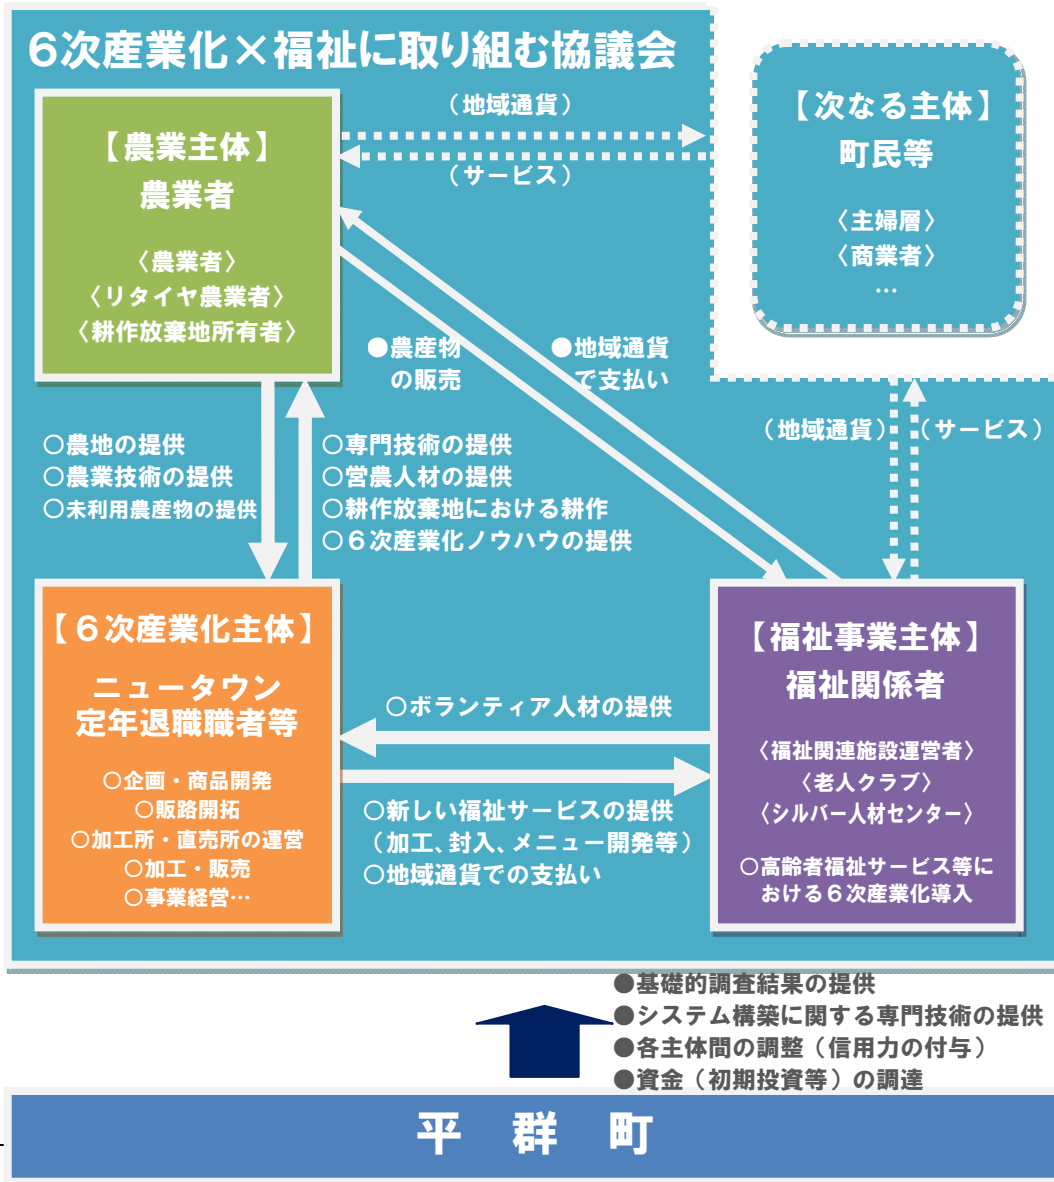 6次産業化×福祉に取り組む協議会
【農業主体】
農業者
〈農業者〉
〈リタイヤ農業者〉
〈耕作放棄地所有者〉
（地域通貨）
（サービス）
【次なる主体】
町民等
〈主婦層〉
〈商業者〉
…
●農産物
の販売
●地域通貨
で支払い
（地域通貨）
（サービス）
○農地の提供
○農業技術の提供
○未利用農産物の提供
○専門技術の提供
○営農人材の提供
○耕作放棄地における耕作
○６次産業化ノウハウの提供
【６次産業化主体】
ニュータウン
定年退職職者等
○企画・商品開発
○販路開拓
○加工所・直売所の運営
○加工・販売
○事業経営…
○ボランティア人材の提供
○新しい福祉サービスの提供
（加工、封入、メニュー開発等）
○地域通貨での支払い
【福祉事業主体】
福祉関係者
〈福祉関連施設運営者〉
〈老人クラブ〉
〈シルバー人材センター〉
○高齢者福祉サービス等に
おける６次産業化導入
●基礎的調査結果の提供
●システム構築に関する専門技術の提供
●各主体間の調整（信用力の付与）
●資金（初期投資等）の調達
平 群 町